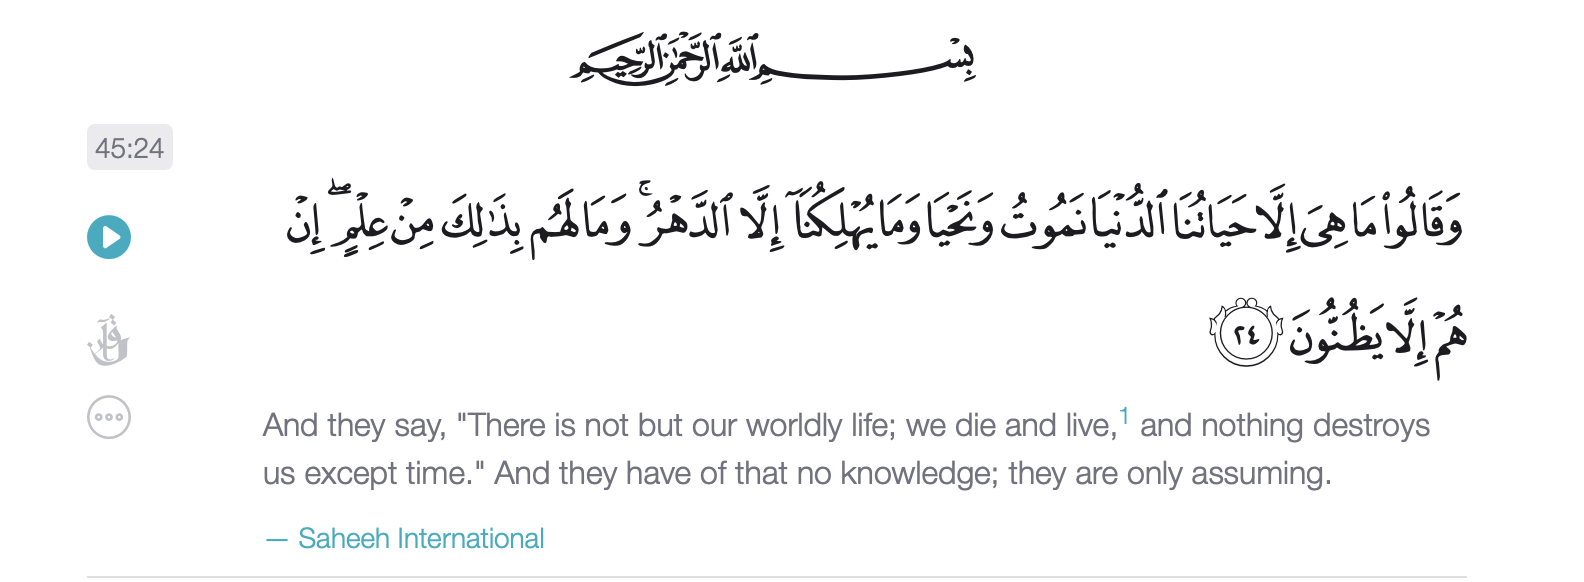 بِسْمِ ٱللَّهِ ٱلرَّحْمَٰنِ ٱلرَّحِيمِ
45:24
وَقَالُوا۟ مَا هِىَ إِلَّا حَيَاتُنَا ٱلدُّنْيَا نَمُوتُ وَنَحْيَا وَمَا يُهْلِكُنَآ إِلَّا ٱلدَّهْرُ ۚ وَمَا لَهُم بِذَٰلِكَ مِنْ عِلْمٍ ۖ إِنْ
هُمْ إِلَّا يَظُنُّونَ ٢٤
And they say, "There is not but our worldly life; we die and live,1 and nothing destroys
us except time." And they have of that no knowledge; they are only assuming.
— Saheeh International